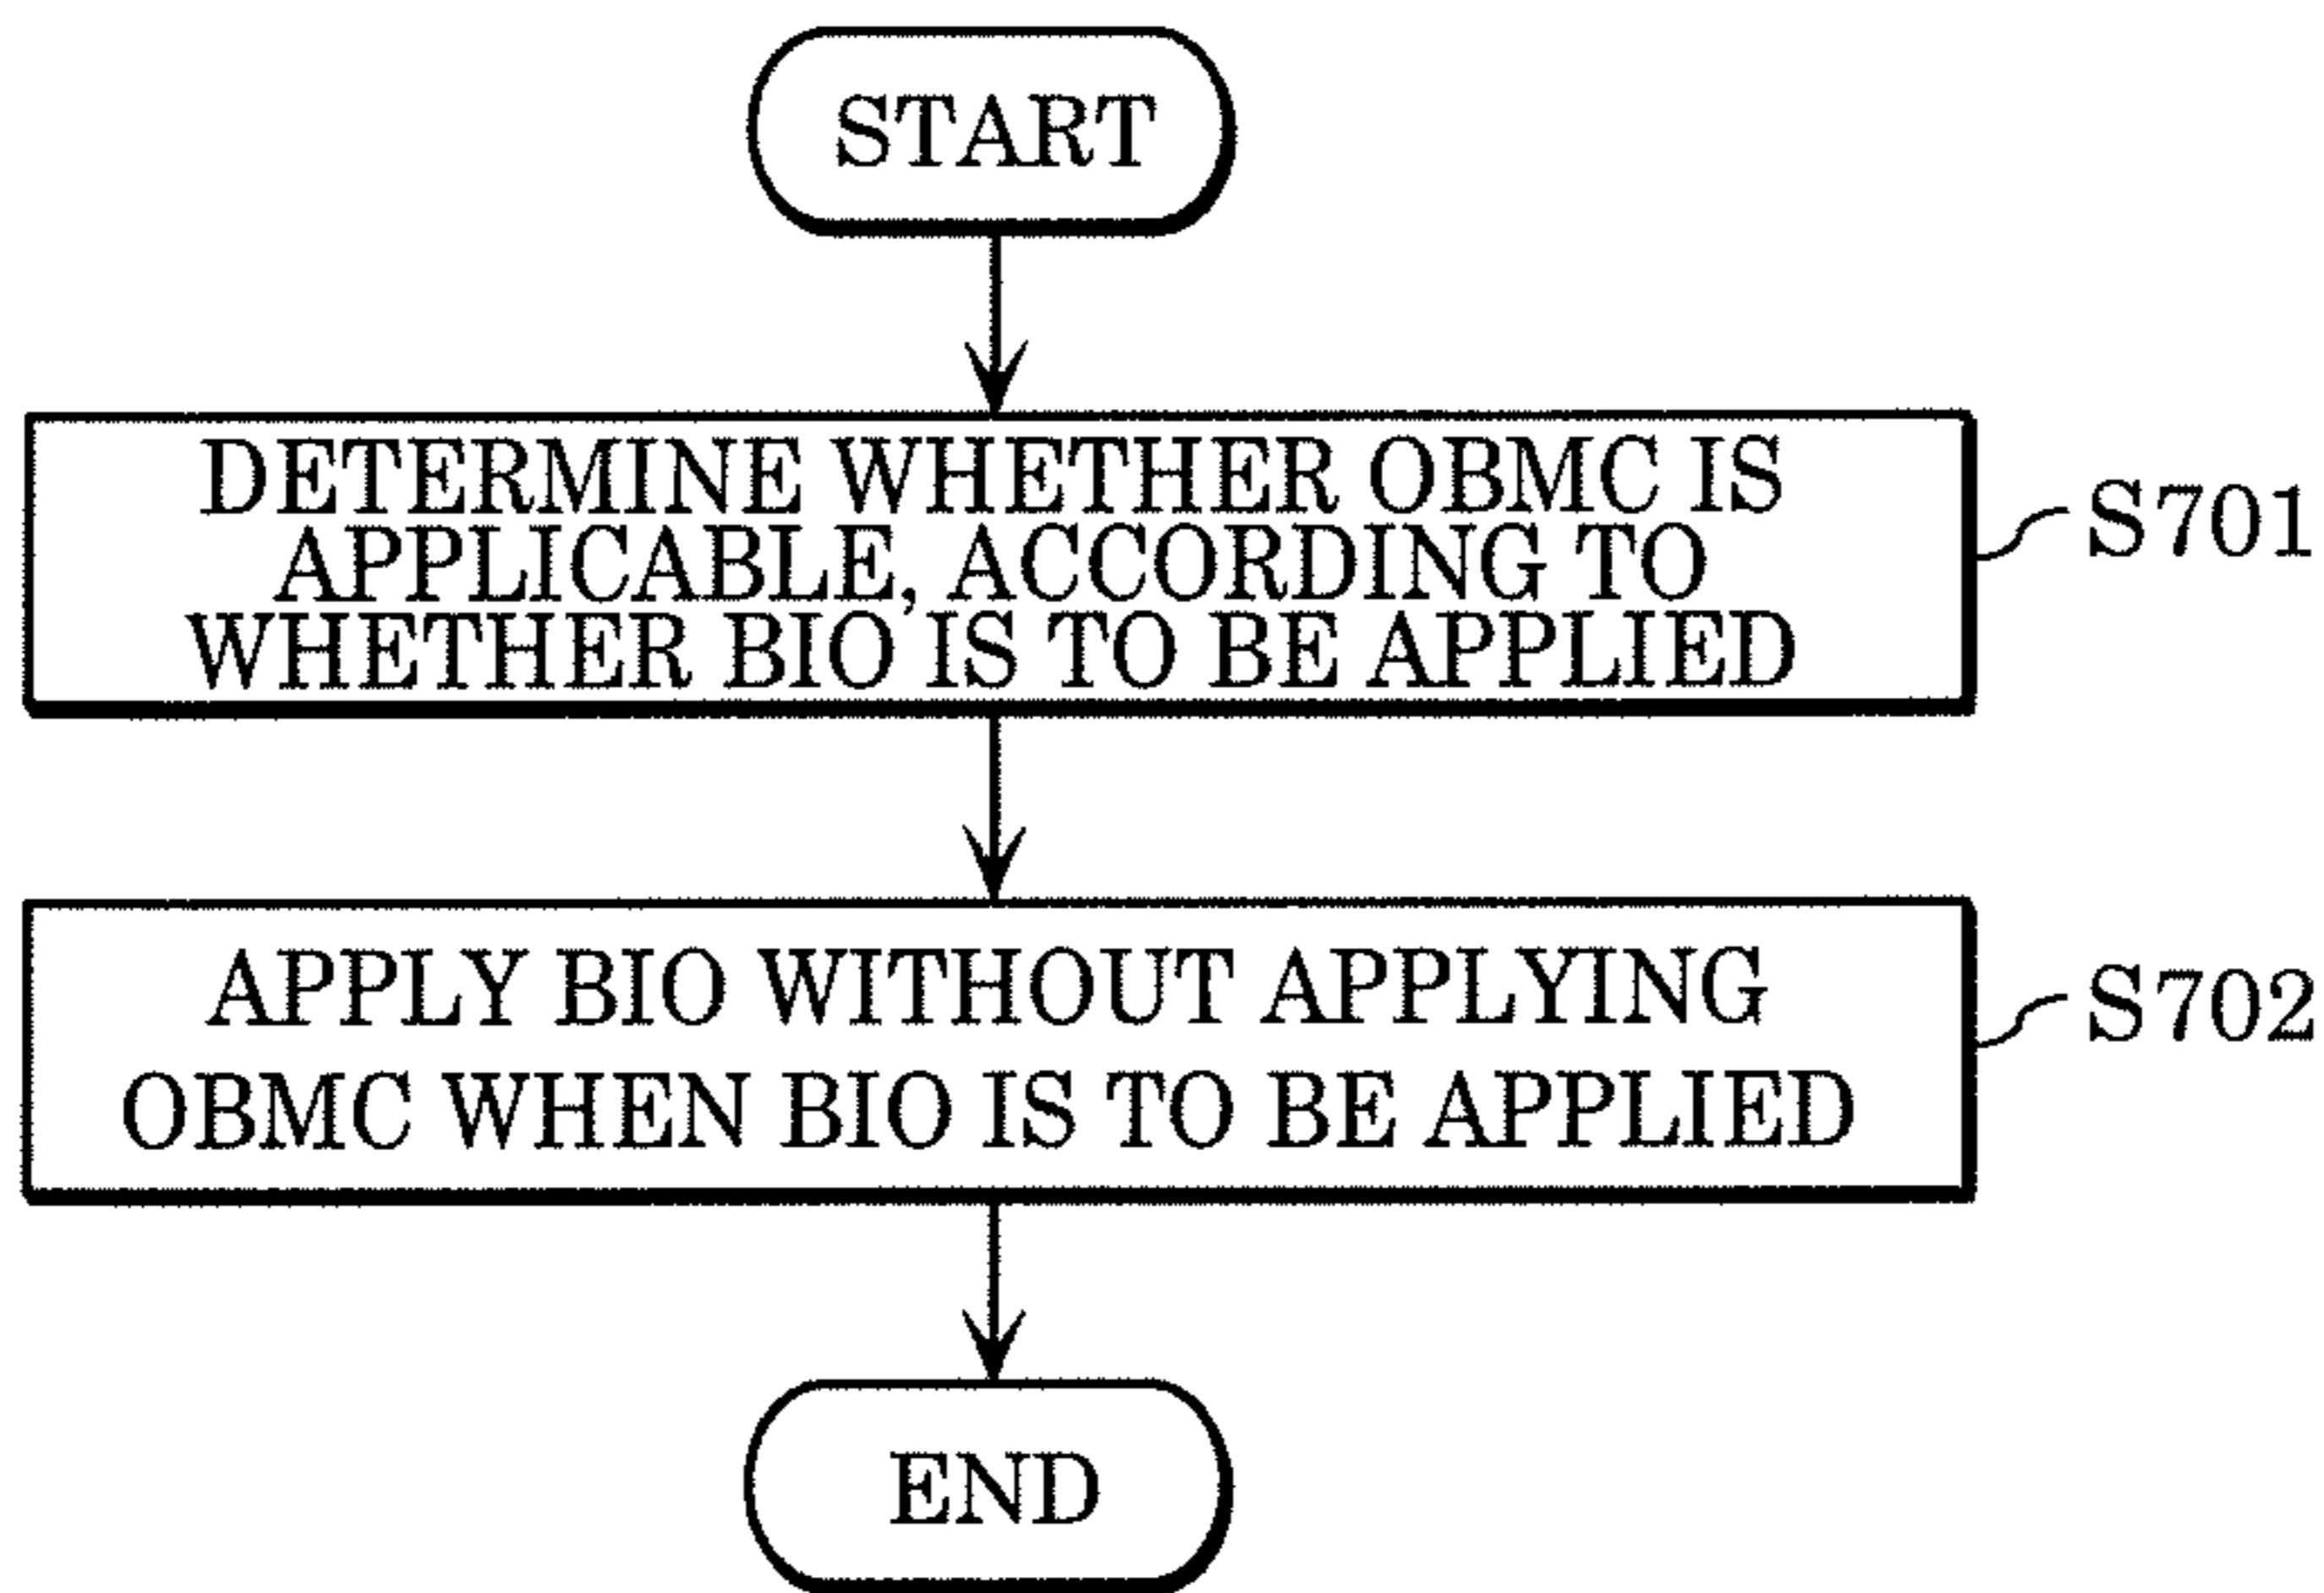 START
DETERMINE WHETHER OBMC IS
APPLICABLE, ACCORDING TO
WHETHER BIO IS TO BE APPLIED
S701
APPLY BIO WITHOUT APPLYING
OBMC WHEN BIO IS TO BE APPLIED
S702
END